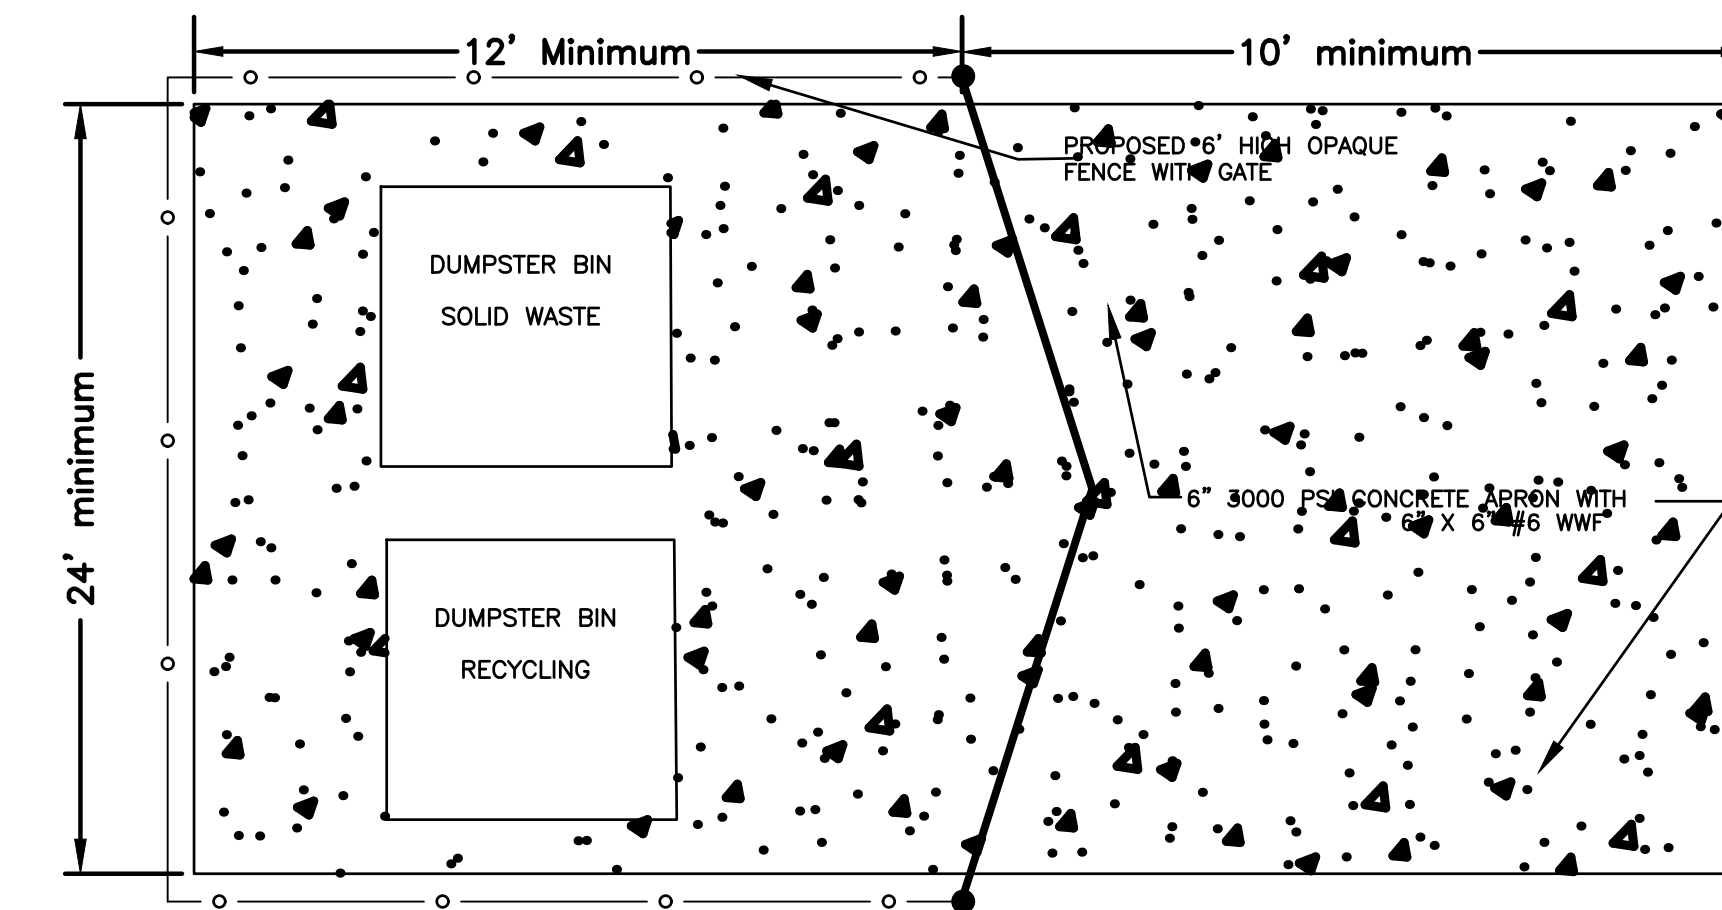 12' Minimum
10' minimum
PROPOSED 6' HIGH OPAQUE
FENCE WITH GATE
DUMPSTER BIN
SOLID WASTE
24' minimum
6" 3000 PSI CONCRETE APRON WITH
6" X 6" #6 WWF
DUMPSTER BIN
RECYCLING